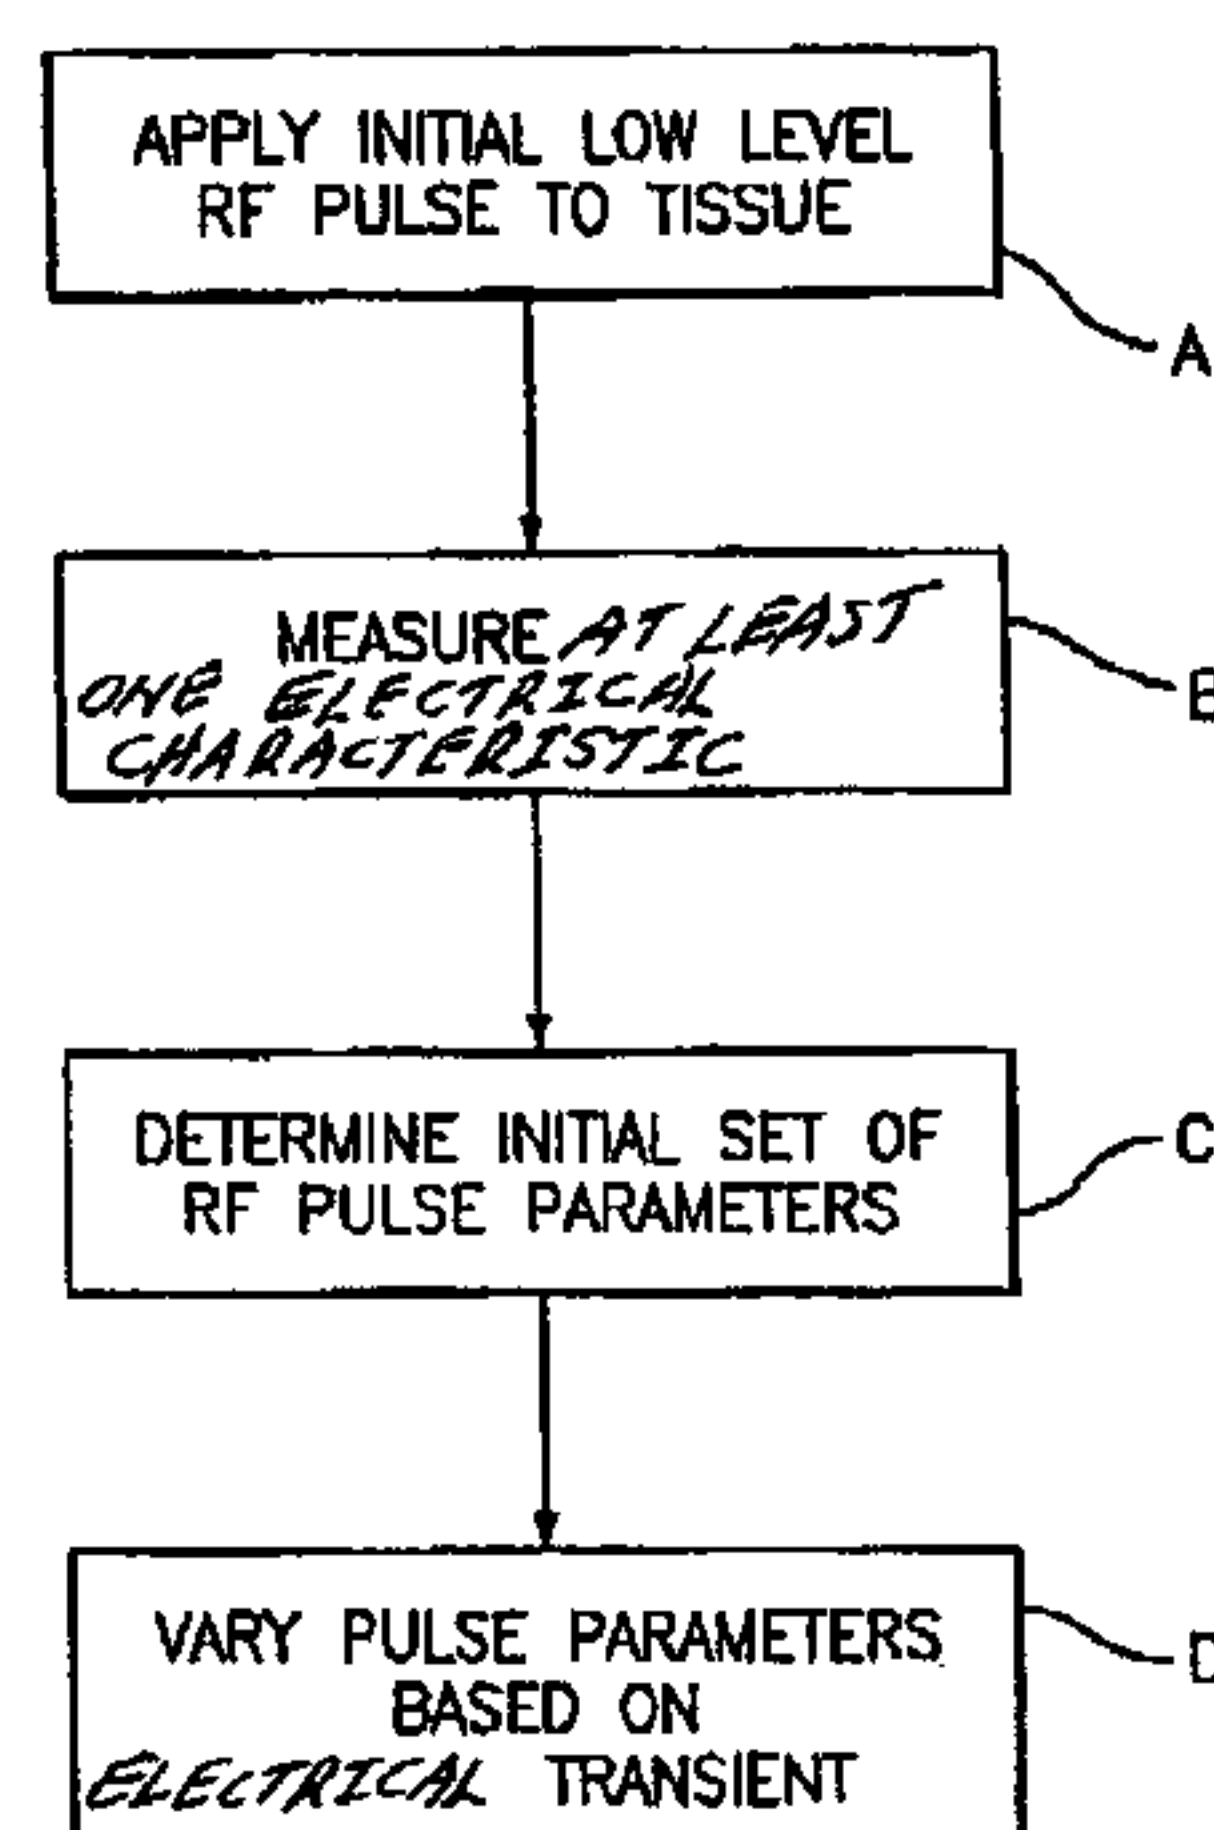 APPLY INITIAL LOW LEVEL
RF PULSE TO TISSUE
A
MEASURE AT LEAST
ONE ELECTRICAL
CHARACTERISTIC
B
DETERMINE INITIAL SET OF
RF PULSE PARAMETERS
C
VARY PULSE PARAMETERS
BASED ON
ELECTRICAL TRANSIENT
D